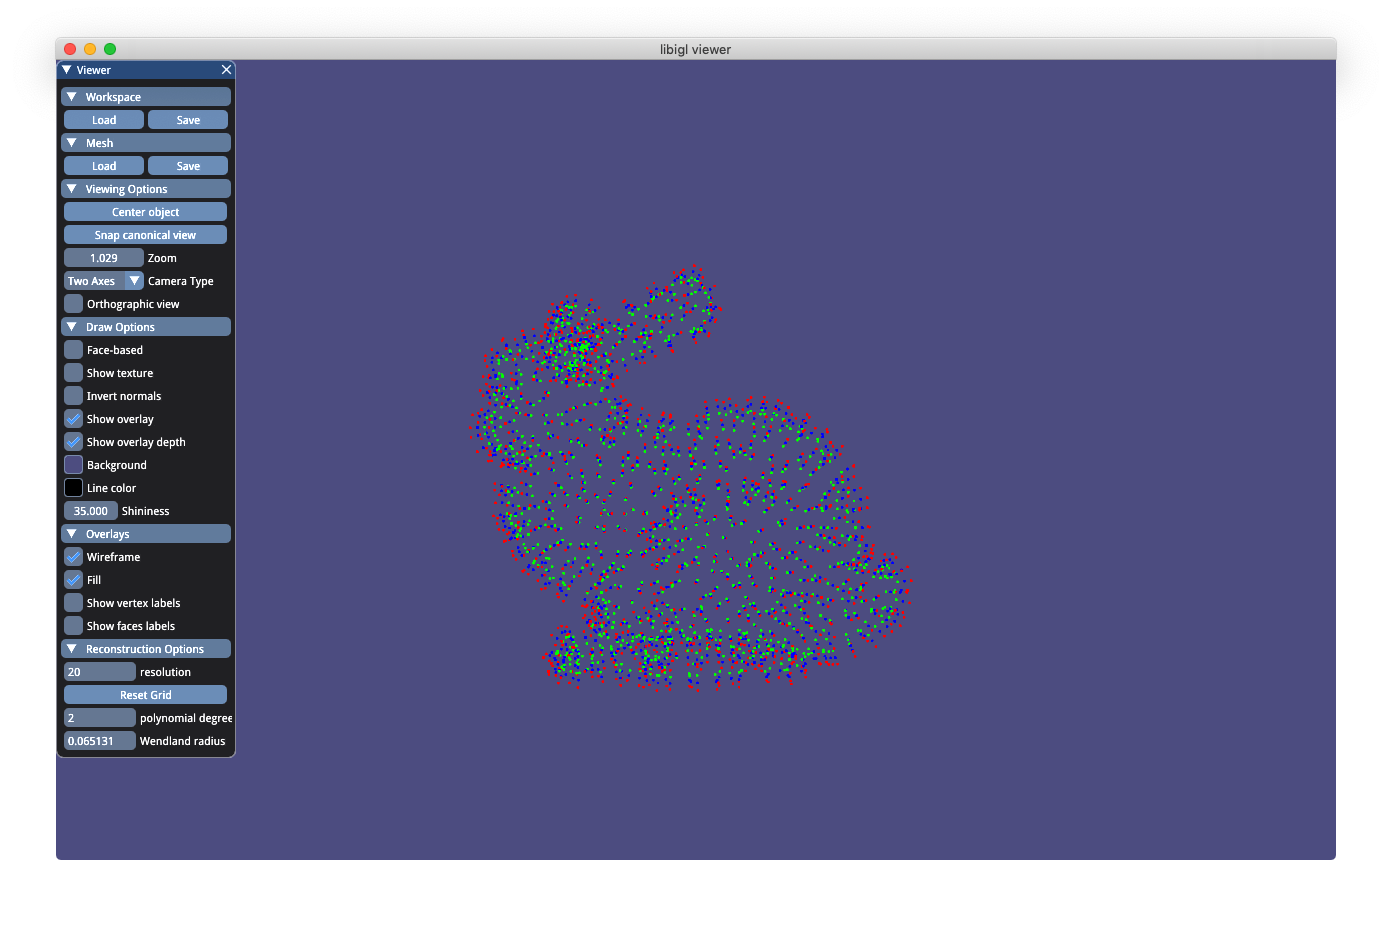 libigl viewer
Viewer
Workspace
Load Save
Mesh
Load Save
Viewing Options
Center object
Snap canonical view
1.029 Zoom
Two Axes Camera Type
Orthographic view
Draw Options
Face-based
Show texture
Invert normals
Show overlay
Show overlay depth
Background
Line color
35.000 Shininess
Overlays
Wireframe
Fill
Show vertex labels
Show faces labels
Reconstruction Options
20 resolution
Reset Grid
2 polynomial degree
0.065131 Wendland radius